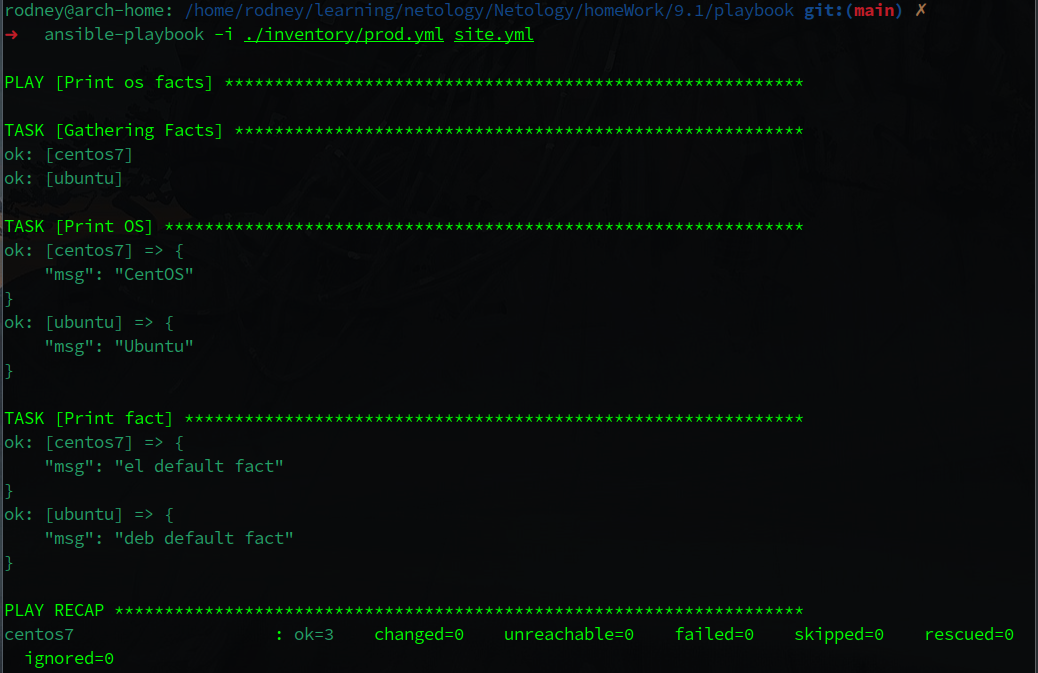 rodney@arch-home: /home/rodney/learning/netology/Netology/homeWork/9.1/playbook git:(main) ✗
→   ansible-playbook -i ./inventory/prod.yml site.yml

PLAY [Print os facts] **********************************************************

TASK [Gathering Facts] *********************************************************
ok: [centos7]
ok: [ubuntu]

TASK [Print OS] ****************************************************************
ok: [centos7] => {
    "msg": "CentOS"
}
ok: [ubuntu] => {
    "msg": "Ubuntu"
}

TASK [Print fact] **************************************************************
ok: [centos7] => {
    "msg": "el default fact"
}
ok: [ubuntu] => {
    "msg": "deb default fact"
}

PLAY RECAP *********************************************************************
centos7                    : ok=3    changed=0    unreachable=0    failed=0    skipped=0    rescued=0
  ignored=0